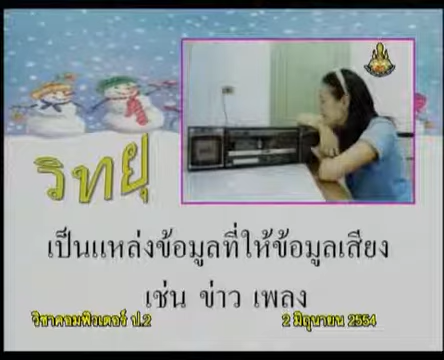 วิทยุ
เป็นแหล่งข้อมูลที่ให้ข้อมูลเสียง
เช่น ข่าว เพลง
วิชาคอมพิวเตอร์ ป.2 2 มิถุนายน 2554